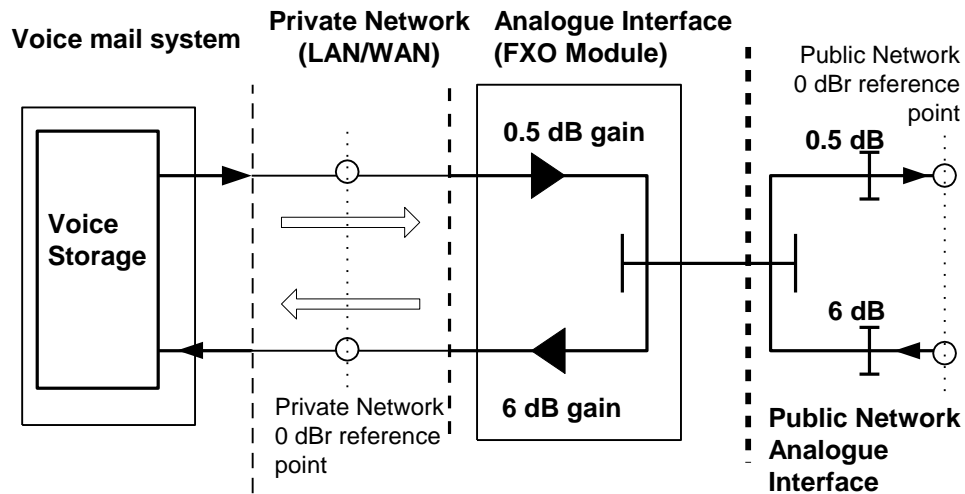 Voice mail system
Private Network
(LAN/WAN)
Analogue Interface
(FXO Module)
Public Network
0 dBr reference
point
0.5 dB gain
0.5 dB
Voice
Storage
6 dB
6 dB gain
Private Network
0 dBr reference
point
Public Network
Analogue
Interface